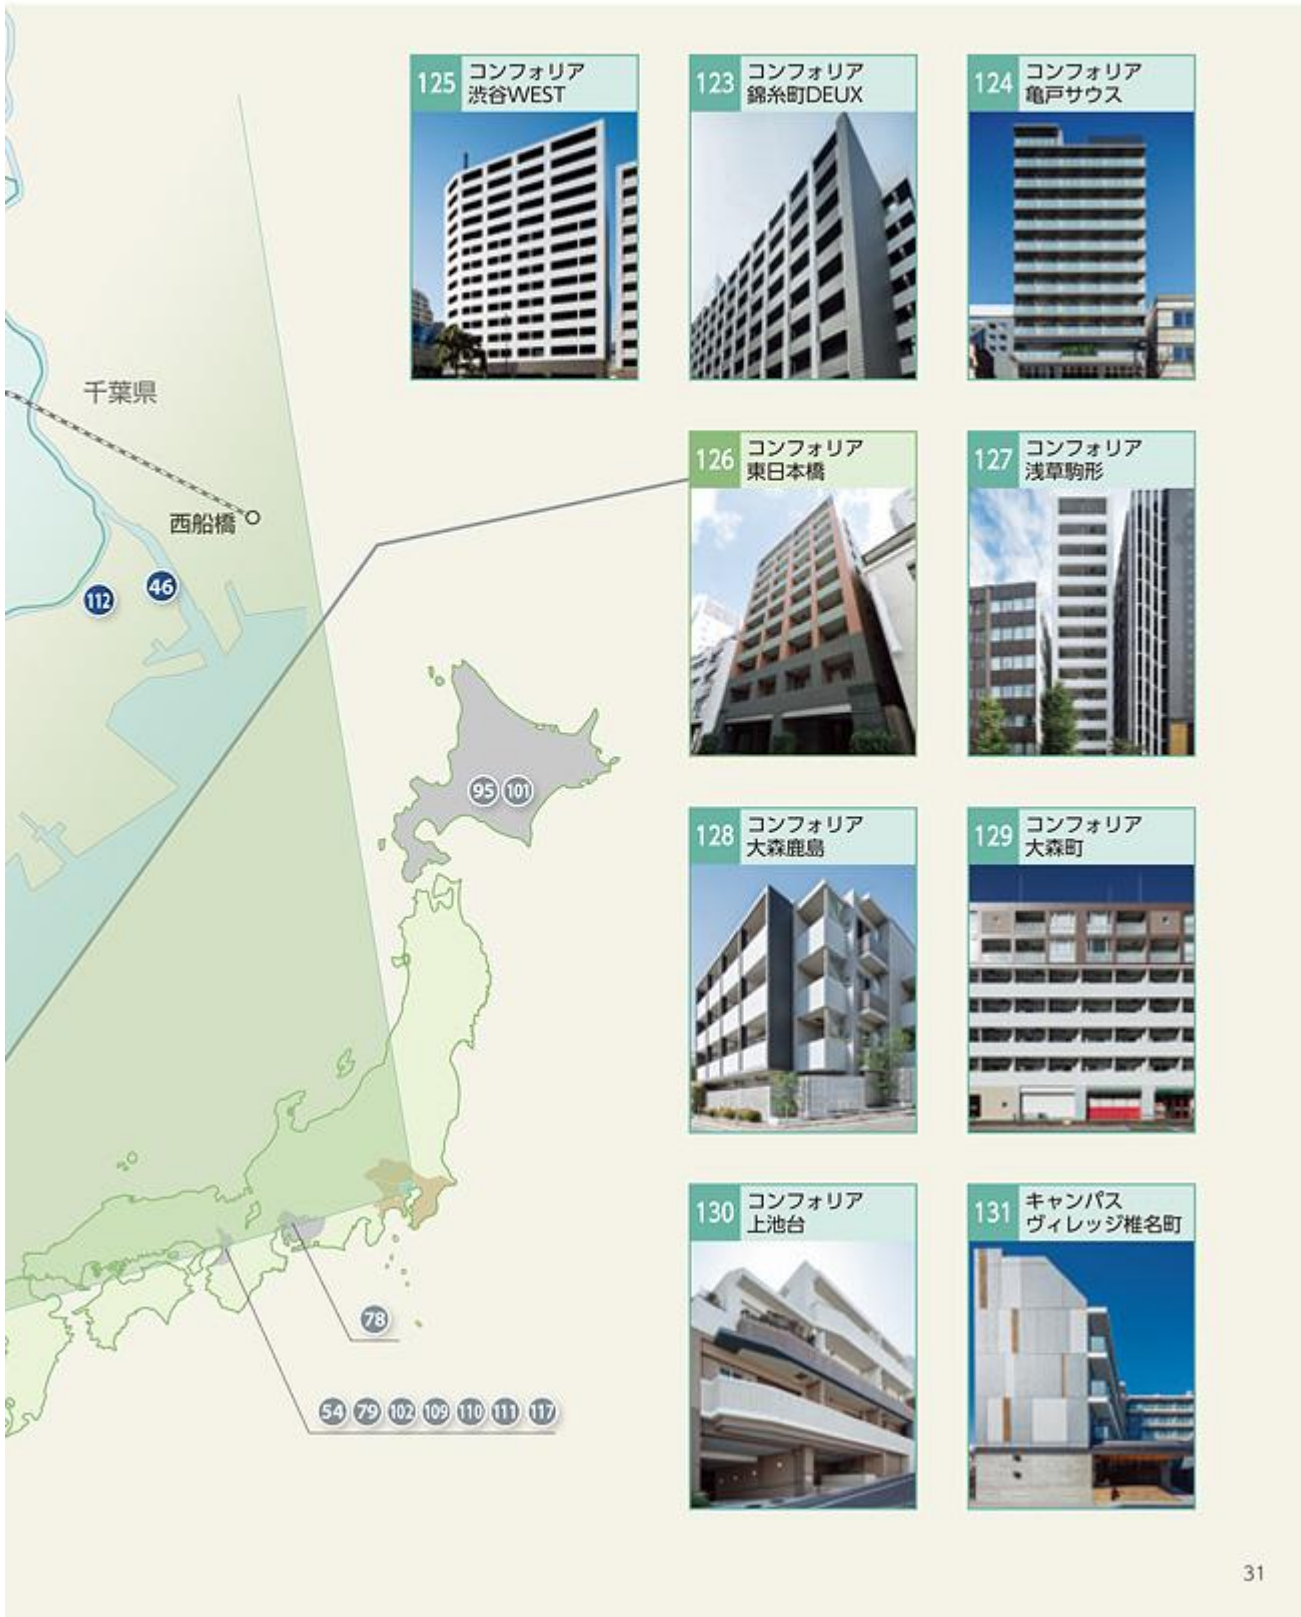 125
コンフォリア
渋谷WEST
123
コンフォリア
錦糸町DEUX
124
コンフォリア
亀戸サウス
千葉県
西船橋
112
46
126
コンフォリア
東日本橋
127
コンフォリア
浅草駒形
95
101
128
コンフォリア
大森鹿島
129
コンフォリア
大森町
130
コンフォリア
上池台
131
キャンパス
ヴィレッジ椎名町
78
54 79 102 109 110 111 117
31